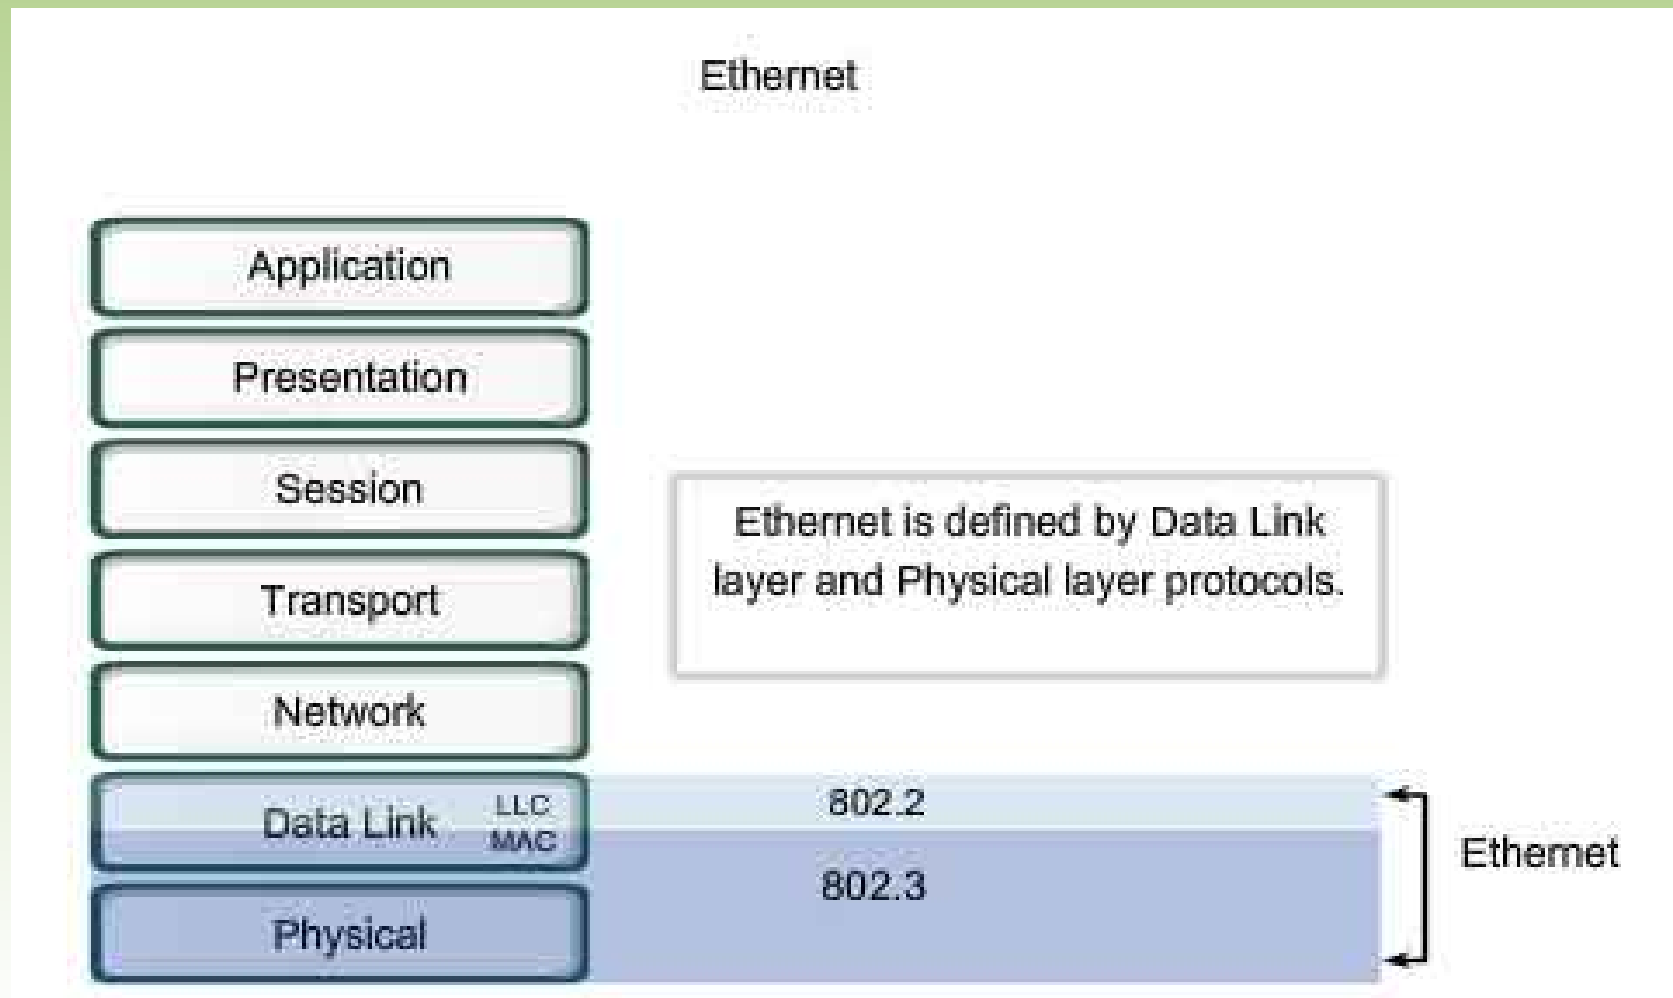 Ethernet
Application
Presentation
Session
Transport
Network
Data Link
LLC
MAC
Physical
Ethernet is defined by Data Link
layer and Physical layer protocols.
802.2
802.3
Ethernet